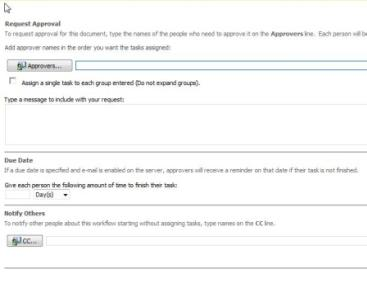 Request Approval
To request approval for this document, type the names of the people who need to approve it on the Approvers line. Each person will be
Add approver names in the order you want the tasks assigned:
Approvers...
Assign a single task to each group entered (Do not expand groups).
Type a message to include with your request:
Due Date
If a due date is specified and e-mail is enabled on the server, approvers will receive a reminder on that date if their task is not finished.
Give each person the following amount of time to finish their task:
Day(s)
Notify Others
To notify other people about this workflow starting without assigning tasks, type names on the CC line.
CC...